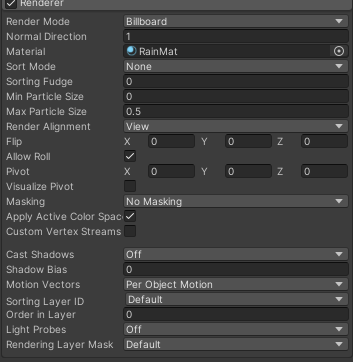 Renderer
Render Mode Billboard
Normal Direction 1
Material RainMat
Sort Mode None
Sorting Fudge 0
Min Particle Size 0
Max Particle Size 0.5
Render Alignment View
Flip X 0 Y 0 Z 0
Allow Roll
Pivot X 0 Y 0 Z 0
Visualize Pivot
Masking No Masking
Apply Active Color Spac
Custom Vertex Streams
Cast Shadows Off
Shadow Bias 0
Motion Vectors Per Object Motion
Sorting Layer ID Default
Order in Layer 0
Light Probes Off
Rendering Layer Mask Default